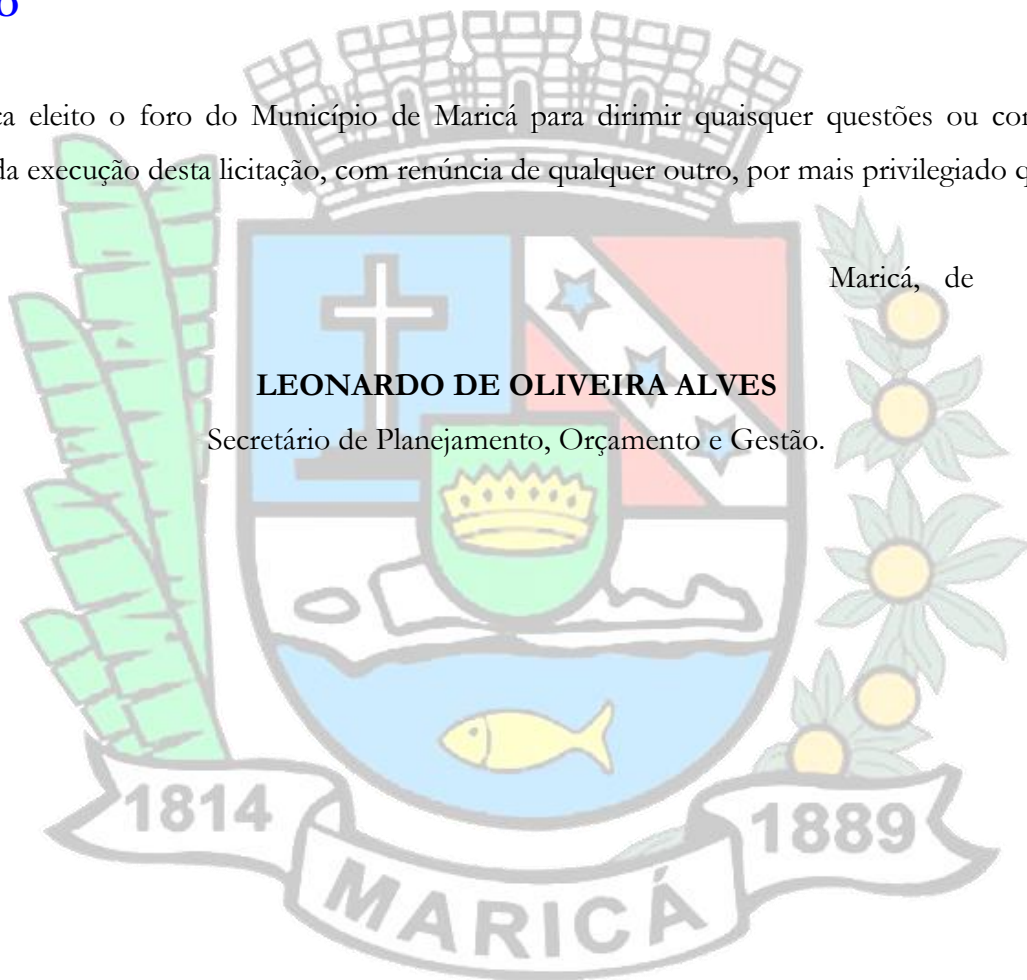 O
ca eleito o foro do Município de Maricá para dirimir quaisquer questões ou con
da execução desta licitação, com renúncia de qualquer outro, por mais privilegiado q
Maricá, de
LEONARDO DE OLIVEIRA ALVES
Secretário de Planejamento, Orçamento e Gestão.
1814
1889
MARICÁ